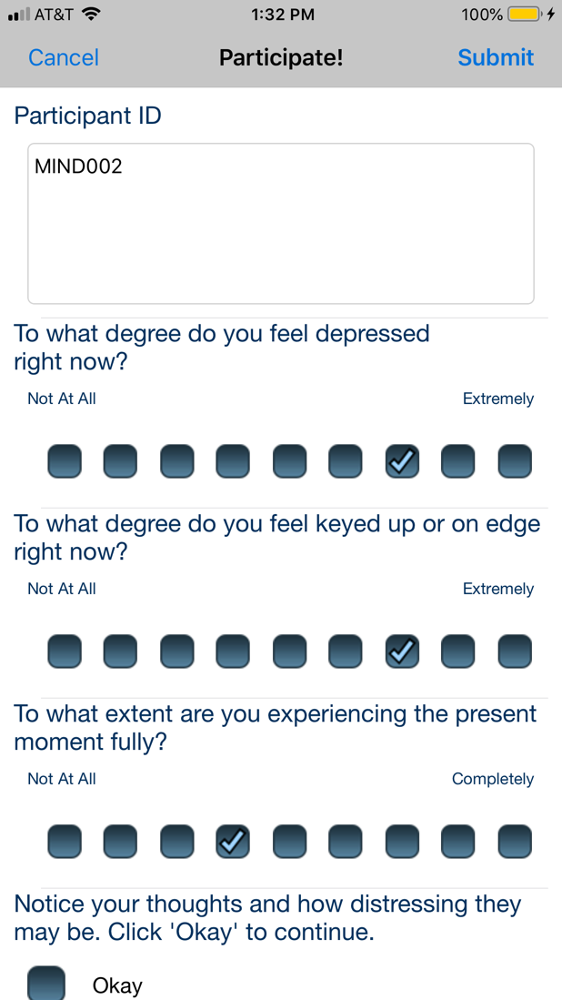 AT&T 1:32 PM 100%
Cancel Participate! Submit
Participant ID
MIND002
To what degree do you feel depressed
right now?
Not At All Extremely
To what degree do you feel keyed up or on edge
right now?
Not At All Extremely
To what extent are you experiencing the present
moment fully?
Not At All Completely
Notice your thoughts and how distressing they
may be. Click 'Okay' to continue.
Okay